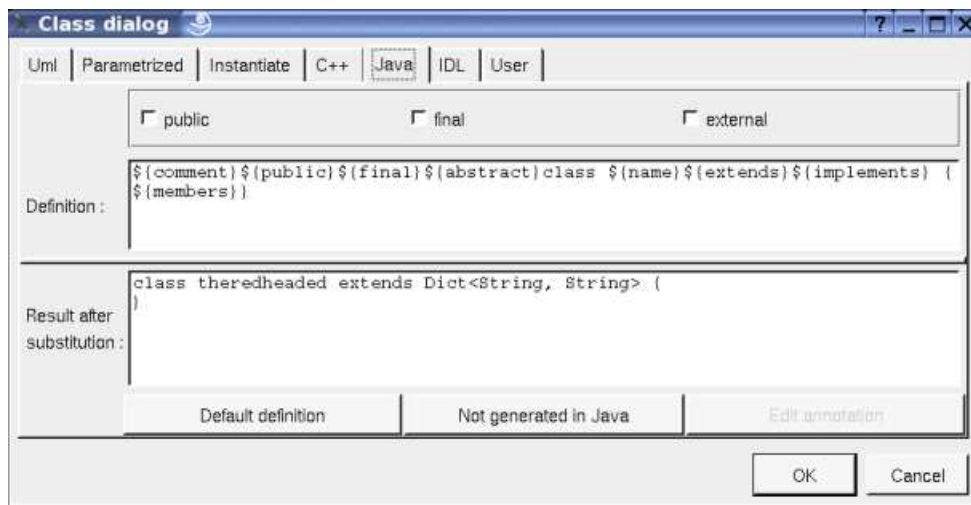 Class dialog
Uml Parametrized Instantiate C++ Java IDL User
public final external
Definition :
${comment}${public}${final}${abstract}class ${name}${extends}${implements} {
${members}}
Result after
substitution :
class theredheaded extends Dict<String, String> {
}
Default definition Not generated in Java Edit annotation
OK Cancel